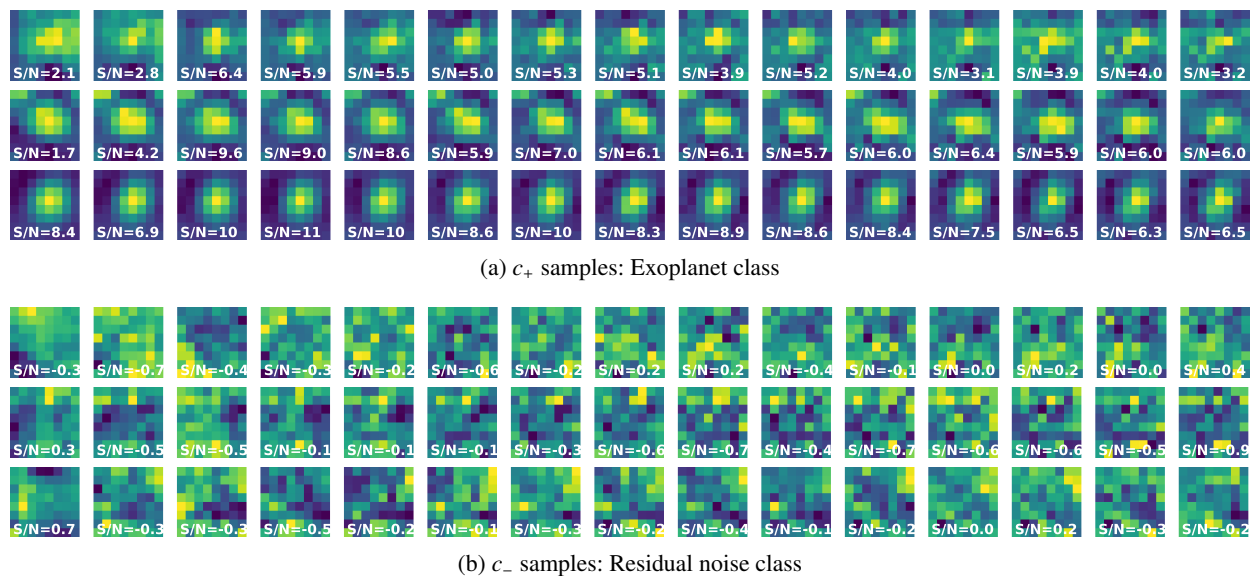 S/N=2.1 S/N=2.8 S/N=6.4 S/N=5.9 S/N=5.5 S/N=5.0 S/N=5.3 S/N=5.1 S/N=3.9 S/N=5.2 S/N=4.0 S/N=3.1 S/N=3.9 S/N=4.0 S/N=3.2
S/N=1.7 S/N=4.2 S/N=9.6 S/N=9.0 S/N=8.6 S/N=5.9 S/N=7.0 S/N=6.1 S/N=6.1 S/N=5.7 S/N=6.0 S/N=6.4 S/N=5.9 S/N=6.0 S/N=6.0
S/N=8.4 S/N=6.9 S/N=10 S/N=11 S/N=10 S/N=8.6 S/N=10 S/N=8.3 S/N=8.9 S/N=8.6 S/N=8.4 S/N=7.5 S/N=6.5 S/N=6.3 S/N=6.5
(a) c₊ samples: Exoplanet class
S/N=-0.3 S/N=-0.7 S/N=-0.4 S/N=-0.3 S/N=-0.2 S/N=-0.6 S/N=-0.2 S/N=0.2 S/N=0.2 S/N=-0.4 S/N=-0.1 S/N=0.0 S/N=0.2 S/N=0.0 S/N=0.4
S/N=0.3 S/N=-0.5 S/N=-0.5 S/N=-0.1 S/N=-0.1 S/N=-0.1 S/N=-0.3 S/N=-0.6 S/N=-0.7 S/N=-0.4 S/N=-0.7 S/N=-0.6 S/N=-0.6 S/N=-0.5 S/N=-0.9
S/N=0.7 S/N=-0.3 S/N=-0.3 S/N=-0.5 S/N=-0.2 S/N=-0.1 S/N=-0.3 S/N=-0.2 S/N=-0.4 S/N=-0.1 S/N=-0.2 S/N=0.0 S/N=0.2 S/N=-0.3 S/N=-0.2
(b) c₋ samples: Residual noise class